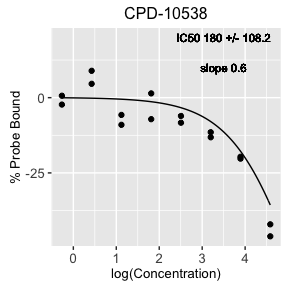 CPD-10538
IC50 180 +/- 108.2
slope 0.6
% Probe Bound
0
-25
0
1
2
3
4
log(Concentration)